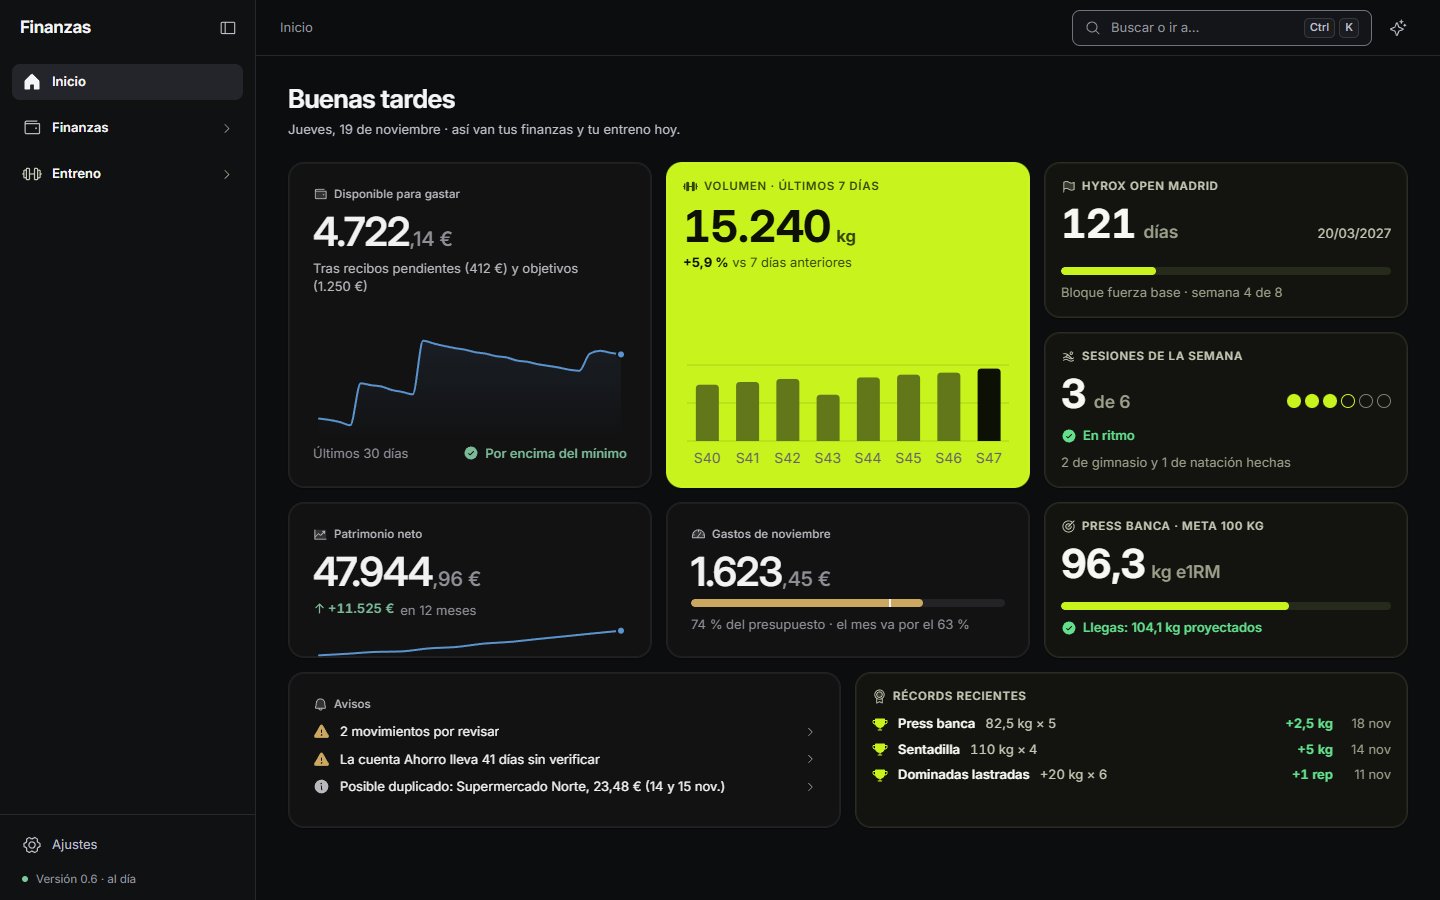 Finanzas
Inicio
Finanzas
Entreno
Ajustes
Versión 0.6 · al día
Inicio
Buscar o ir a...
Ctrl K
Buenas tardes
Jueves, 19 de noviembre · así van tus finanzas y tu entreno hoy.
Disponible para gastar
4.722,14 €
Tras recibos pendientes (412 €) y objetivos
(1.250 €)
Últimos 30 días
Por encima del mínimo
VOLUMEN · ÚLTIMOS 7 DÍAS
15.240 kg
+5,9 % vs 7 días anteriores
S40 S41 S42 S43 S44 S45 S46 S47
HYROX OPEN MADRID
121 días
20/03/2027
Bloque fuerza base · semana 4 de 8
SESIONES DE LA SEMANA
3 de 6
En ritmo
2 de gimnasio y 1 de natación hechas
Patrimonio neto
47.944,96 €
+11.525 € en 12 meses
Gastos de noviembre
1.623,45 €
74 % del presupuesto · el mes va por el 63 %
PRESS BANCA · META 100 KG
96,3 kg e1RM
Llegas: 104,1 kg proyectados
Avisos
2 movimientos por revisar
La cuenta Ahorro lleva 41 días sin verificar
Posible duplicado: Supermercado Norte, 23,48 € (14 y 15 nov.)
RÉCORDS RECIENTES
Press banca 82,5 kg × 5 +2,5 kg 18 nov
Sentadilla 110 kg × 4 +5 kg 14 nov
Dominadas lastradas +20 kg × 6 +1 rep 11 nov